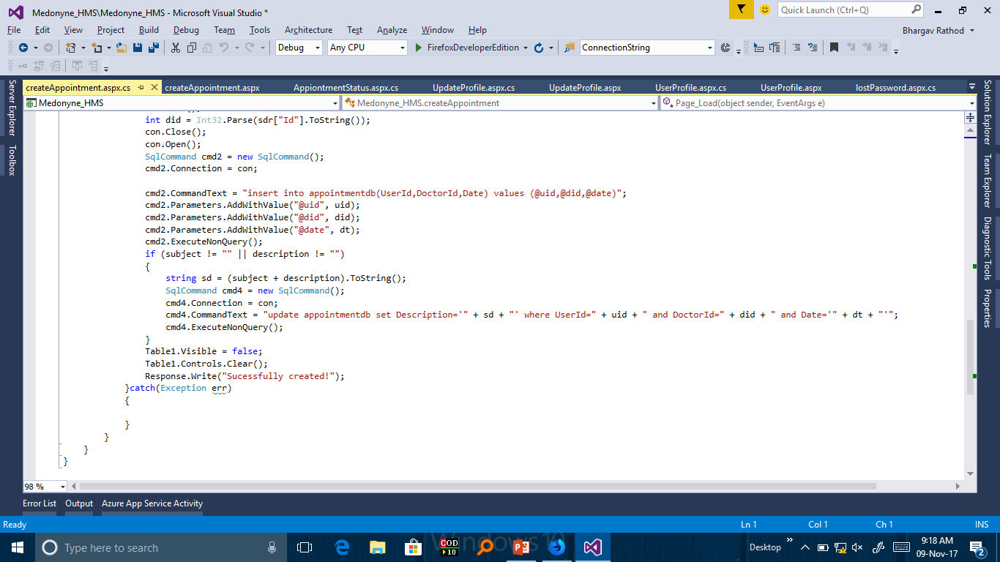 Medonyne_HMS\Medonyne_HMS - Microsoft Visual Studio *
Quick Launch (Ctrl+Q)
File Edit View Project Build Debug Team Tools Architecture Test Analyze Window Help
Bhargav Rathod
Debug Any CPU FirefoxDeveloperEdition ConnectionString
createAppointment.aspx.cs createAppointment.aspx AppiontmentStatus.aspx.cs UpdateProfile.aspx.cs UpdateProfile.aspx UserProfile.aspx.cs UserProfile.aspx lostPassword.aspx.cs
Medonyne_HMS Medonyne_HMS.createAppointment Page_Load(object sender, EventArgs e)
Server Explorer
Toolbox
int did = Int32.Parse(sdr["Id"].ToString());
con.Close();
con.Open();
SqlCommand cmd2 = new SqlCommand();
cmd2.Connection = con;
cmd2.CommandText = "insert into appointmentdb(UserId,DoctorId,Date) values (@uid,@did,@date)";
cmd2.Parameters.AddWithValue("@uid", uid);
cmd2.Parameters.AddWithValue("@did", did);
cmd2.Parameters.AddWithValue("@date", dt);
cmd2.ExecuteNonQuery();
if (subject != "" || description != "")
{
string sd = (subject + description).ToString();
SqlCommand cmd4 = new SqlCommand();
cmd4.Connection = con;
cmd4.CommandText = "update appointmentdb set Description='" + sd + "' where UserId=" + uid + " and DoctorId=" + did + " and Date='" + dt + "'";
cmd4.ExecuteNonQuery();
}
Table1.Visible = false;
Table1.Controls.Clear();
Response.Write("Sucessfully created!");
}catch(Exception err)
{
}
}
}
}
Solution Explorer
Team Explorer
Diagnostic Tools
Properties
98 %
Error List Output Azure App Service Activity
Ready Ln 1 Col 1 Ch 1 INS
Type here to search
COD
10
Windows 10
Desktop
9:18 AM
09-Nov-17
2